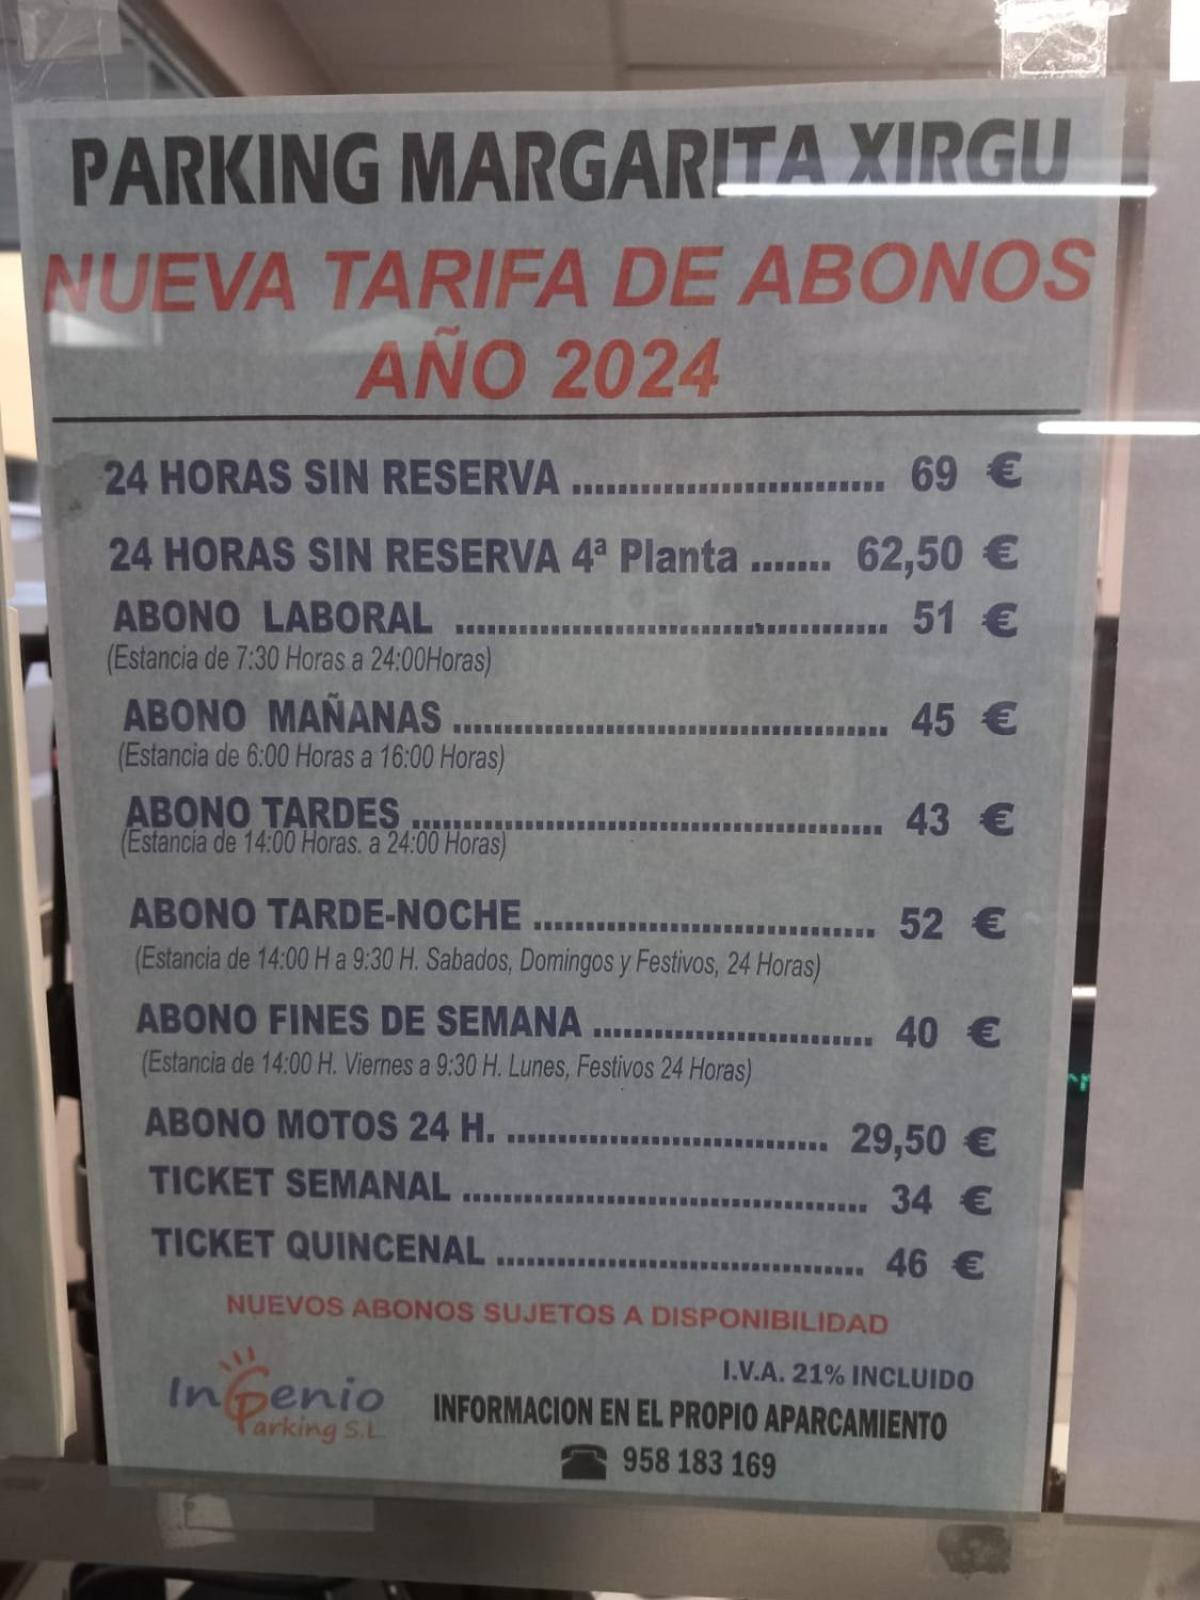 PARKING MARGARITA XIRGU
NUEVA TARIFA DE ABONOS
AÑO 2024
24 HORAS SIN RESERVA ........................... 69 €
24 HORAS SIN RESERVA 4ª Planta ....... 62,50 €
ABONO LABORAL ........................................ 51 €
(Estancia de 7:30 Horas a 24:00Horas)
ABONO MAÑANAS ........................................ 45 €
(Estancia de 6:00 Horas a 16:00 Horas)
ABONO TARDES ........................................... 43 €
(Estancia de 14:00 Horas. a 24:00 Horas)
ABONO TARDE-NOCHE ............................... 52 €
(Estancia de 14:00 H a 9:30 H. Sabados, Domingos y Festivos, 24 Horas)
ABONO FINES DE SEMANA ......................... 40 €
(Estancia de 14:00 H. Viernes a 9:30 H. Lunes, Festivos 24 Horas)
ABONO MOTOS 24 H. ............................. 29,50 €
TICKET SEMANAL ..................................... 34 €
TICKET QUINCENAL ................................. 46 €
NUEVOS ABONOS SUJETOS A DISPONIBILIDAD
I.V.A. 21% INCLUIDO
InGenio
Parking S.L
INFORMACION EN EL PROPIO APARCAMIENTO
958 183 169